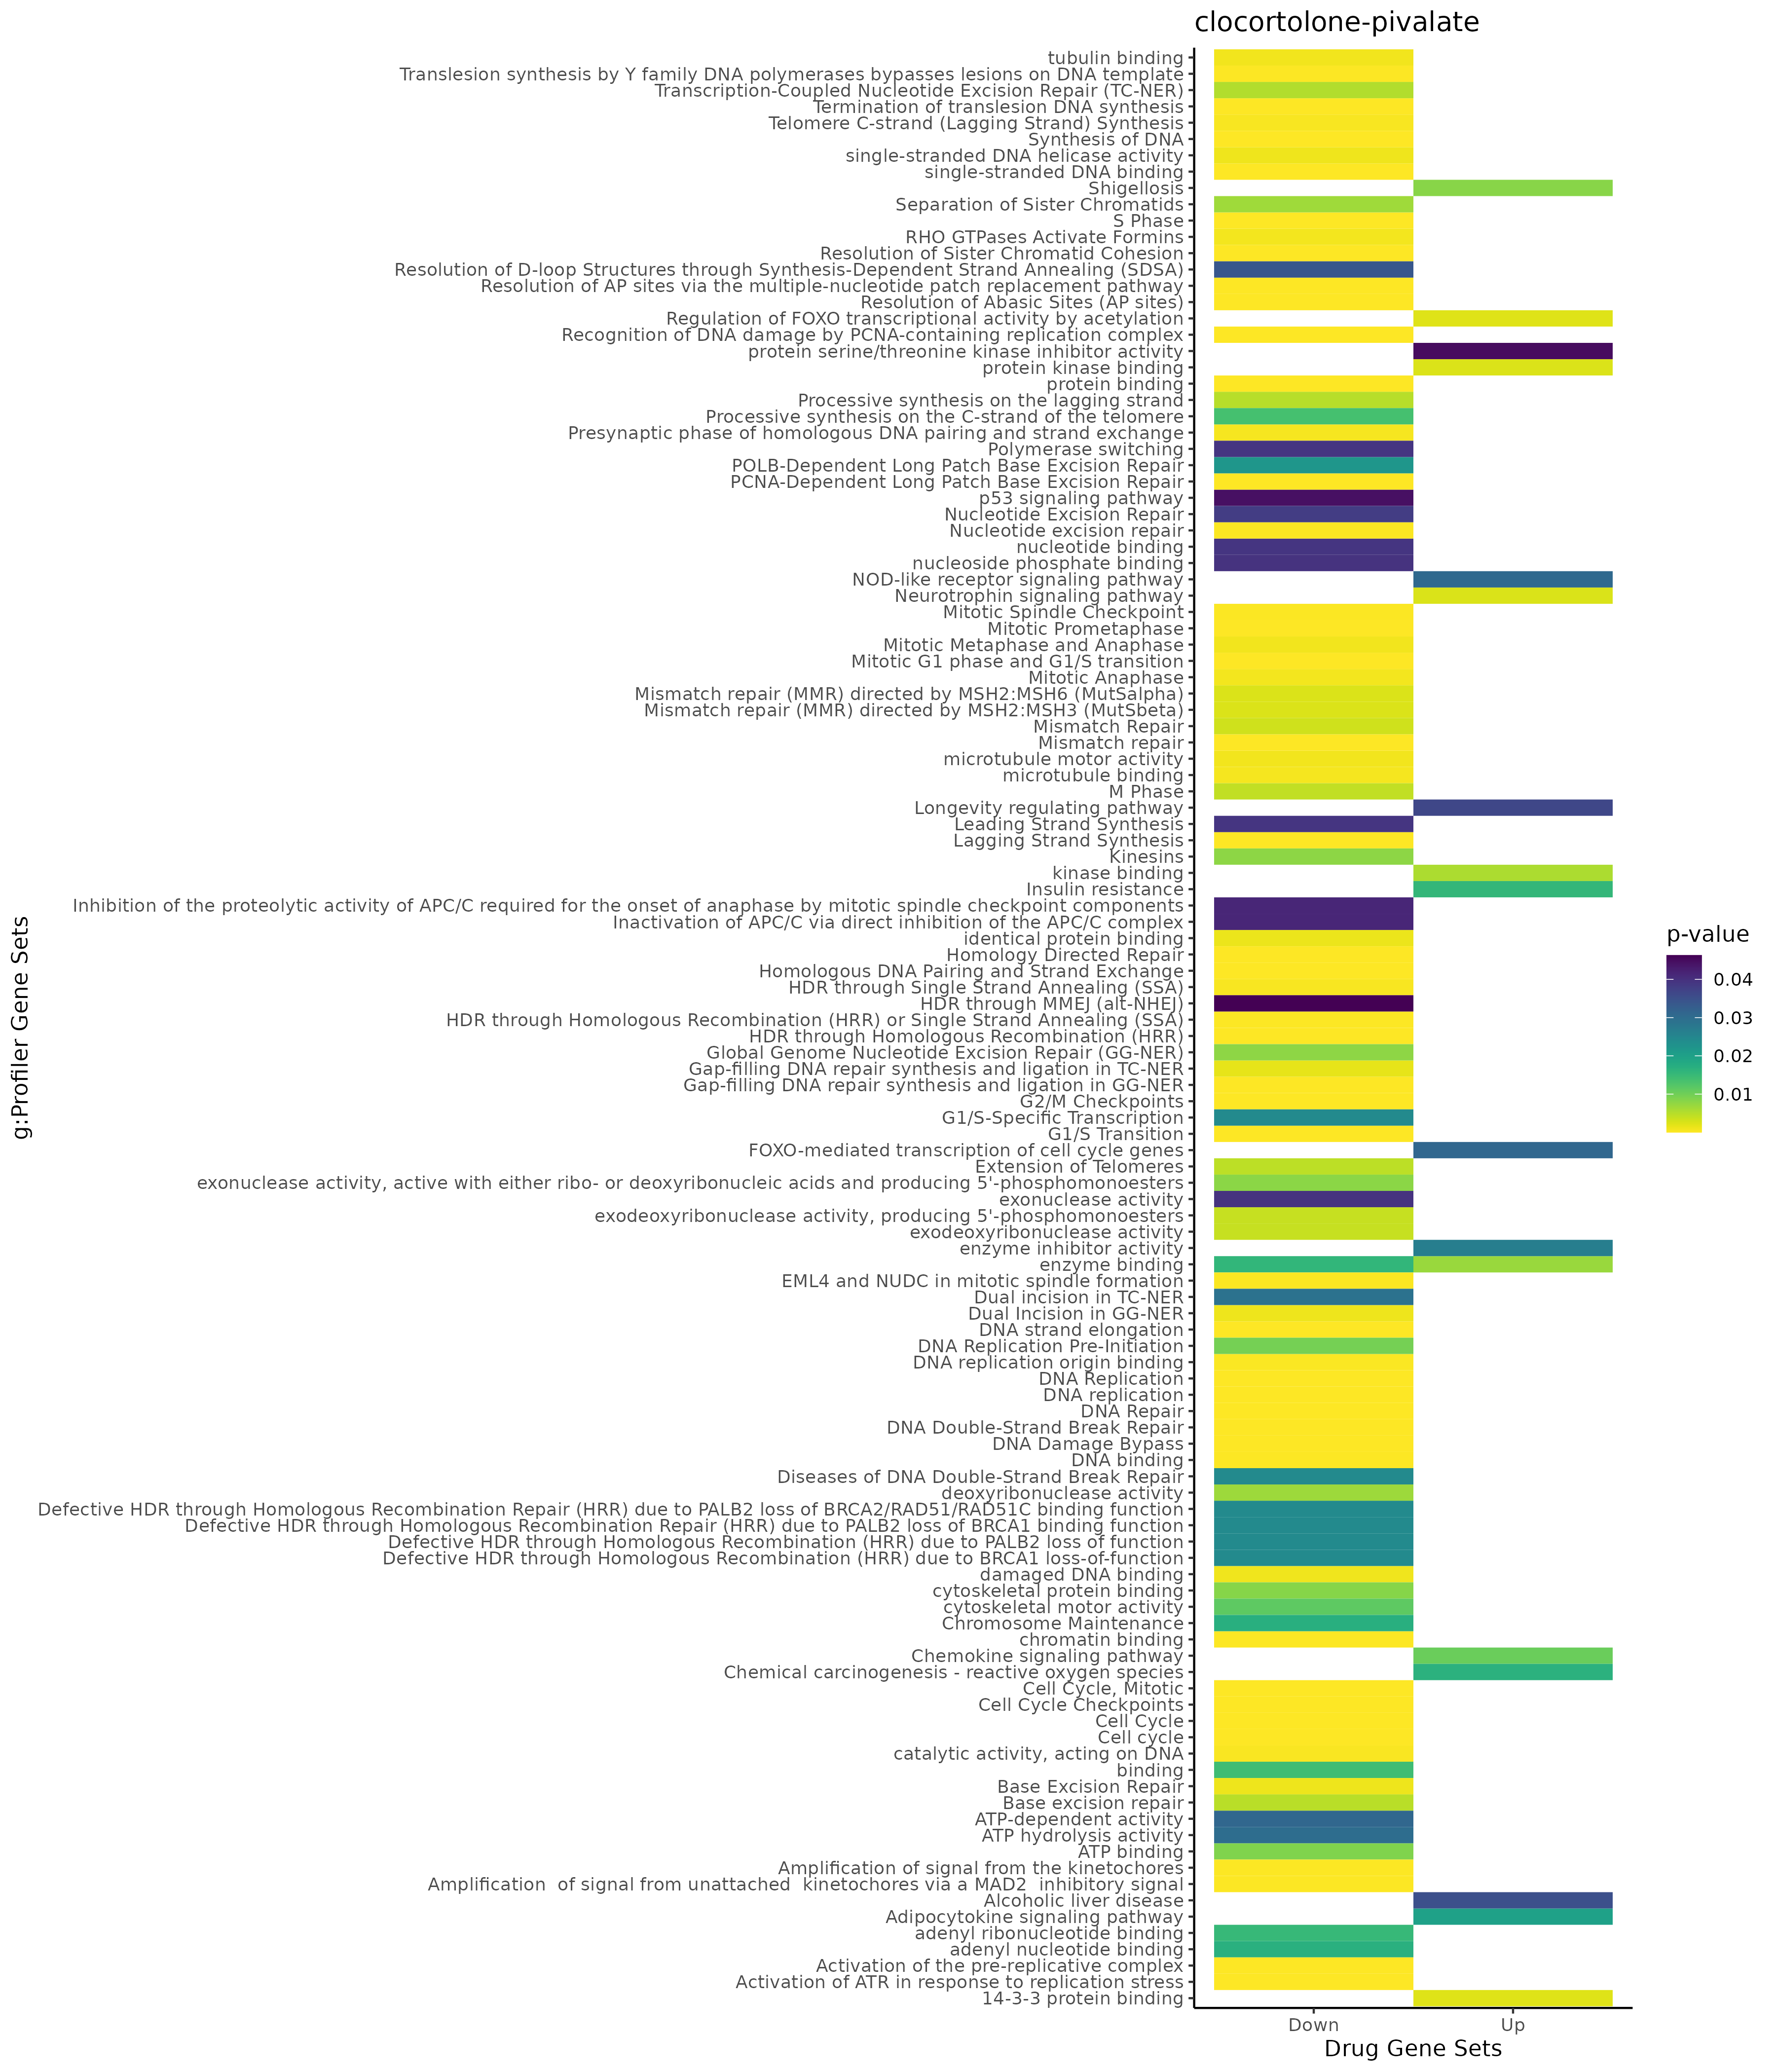 clocortolone-pivalate
tubulin binding
Translesion synthesis by Y family DNA polymerases bypasses lesions on DNA template
Transcription-Coupled Nucleotide Excision Repair (TC-NER)
Termination of translesion DNA synthesis
Telomere C-strand (Lagging Strand) Synthesis
Synthesis of DNA
single-stranded DNA helicase activity
single-stranded DNA binding
Shigellosis
Separation of Sister Chromatids
S Phase
RHO GTPases Activate Formins
Resolution of Sister Chromatid Cohesion
Resolution of D-loop Structures through Synthesis-Dependent Strand Annealing (SDSA)
Resolution of AP sites via the multiple-nucleotide patch replacement pathway
Resolution of Abasic Sites (AP sites)
Regulation of FOXO transcriptional activity by acetylation
Recognition of DNA damage by PCNA-containing replication complex
protein serine/threonine kinase inhibitor activity
protein kinase binding
protein binding
Processive synthesis on the lagging strand
Processive synthesis on the C-strand of the telomere
Presynaptic phase of homologous DNA pairing and strand exchange
Polymerase switching
POLB-Dependent Long Patch Base Excision Repair
PCNA-Dependent Long Patch Base Excision Repair
p53 signaling pathway
Nucleotide Excision Repair
Nucleotide excision repair
nucleotide binding
nucleoside phosphate binding
NOD-like receptor signaling pathway
Neurotrophin signaling pathway
Mitotic Spindle Checkpoint
Mitotic Prometaphase
Mitotic Metaphase and Anaphase
Mitotic G1 phase and G1/S transition
Mitotic Anaphase
Mismatch repair (MMR) directed by MSH2:MSH6 (MutSalpha)
Mismatch repair (MMR) directed by MSH2:MSH3 (MutSbeta)
Mismatch Repair
Mismatch repair
microtubule motor activity
microtubule binding
M Phase
Longevity regulating pathway
Leading Strand Synthesis
Lagging Strand Synthesis
Kinesins
kinase binding
Insulin resistance
Inhibition of the proteolytic activity of APC/C required for the onset of anaphase by mitotic spindle checkpoint components
Inactivation of APC/C via direct inhibition of the APC/C complex
identical protein binding
Homology Directed Repair
Homologous DNA Pairing and Strand Exchange
HDR through Single Strand Annealing (SSA)
HDR through MMEJ (alt-NHEJ)
HDR through Homologous Recombination (HRR) or Single Strand Annealing (SSA)
HDR through Homologous Recombination (HRR)
Global Genome Nucleotide Excision Repair (GG-NER)
Gap-filling DNA repair synthesis and ligation in TC-NER
Gap-filling DNA repair synthesis and ligation in GG-NER
G2/M Checkpoints
G1/S-Specific Transcription
G1/S Transition
FOXO-mediated transcription of cell cycle genes
Extension of Telomeres
exonuclease activity, active with either ribo- or deoxyribonucleic acids and producing 5'-phosphomonoesters
exonuclease activity
exodeoxyribonuclease activity, producing 5'-phosphomonoesters
exodeoxyribonuclease activity
enzyme inhibitor activity
enzyme binding
EML4 and NUDC in mitotic spindle formation
Dual incision in TC-NER
Dual Incision in GG-NER
DNA strand elongation
DNA Replication Pre-Initiation
DNA replication origin binding
DNA Replication
DNA replication
DNA Repair
DNA Double-Strand Break Repair
DNA Damage Bypass
DNA binding
Diseases of DNA Double-Strand Break Repair
deoxyribonuclease activity
Defective HDR through Homologous Recombination Repair (HRR) due to PALB2 loss of BRCA2/RAD51/RAD51C binding function
Defective HDR through Homologous Recombination Repair (HRR) due to PALB2 loss of BRCA1 binding function
Defective HDR through Homologous Recombination (HRR) due to PALB2 loss of function
Defective HDR through Homologous Recombination (HRR) due to BRCA1 loss-of-function
damaged DNA binding
cytoskeletal protein binding
cytoskeletal motor activity
Chromosome Maintenance
chromatin binding
Chemokine signaling pathway
Chemical carcinogenesis - reactive oxygen species
Cell Cycle, Mitotic
Cell Cycle Checkpoints
Cell Cycle
Cell cycle
catalytic activity, acting on DNA
binding
Base Excision Repair
Base excision repair
ATP-dependent activity
ATP hydrolysis activity
ATP binding
Amplification of signal from the kinetochores
Amplification  of signal from unattached  kinetochores via a MAD2  inhibitory signal
Alcoholic liver disease
Adipocytokine signaling pathway
adenyl ribonucleotide binding
adenyl nucleotide binding
Activation of the pre-replicative complex
Activation of ATR in response to replication stress
14-3-3 protein binding
Down
Up
Drug Gene Sets
g:Profiler Gene Sets
p-value
0.04
0.03
0.02
0.01